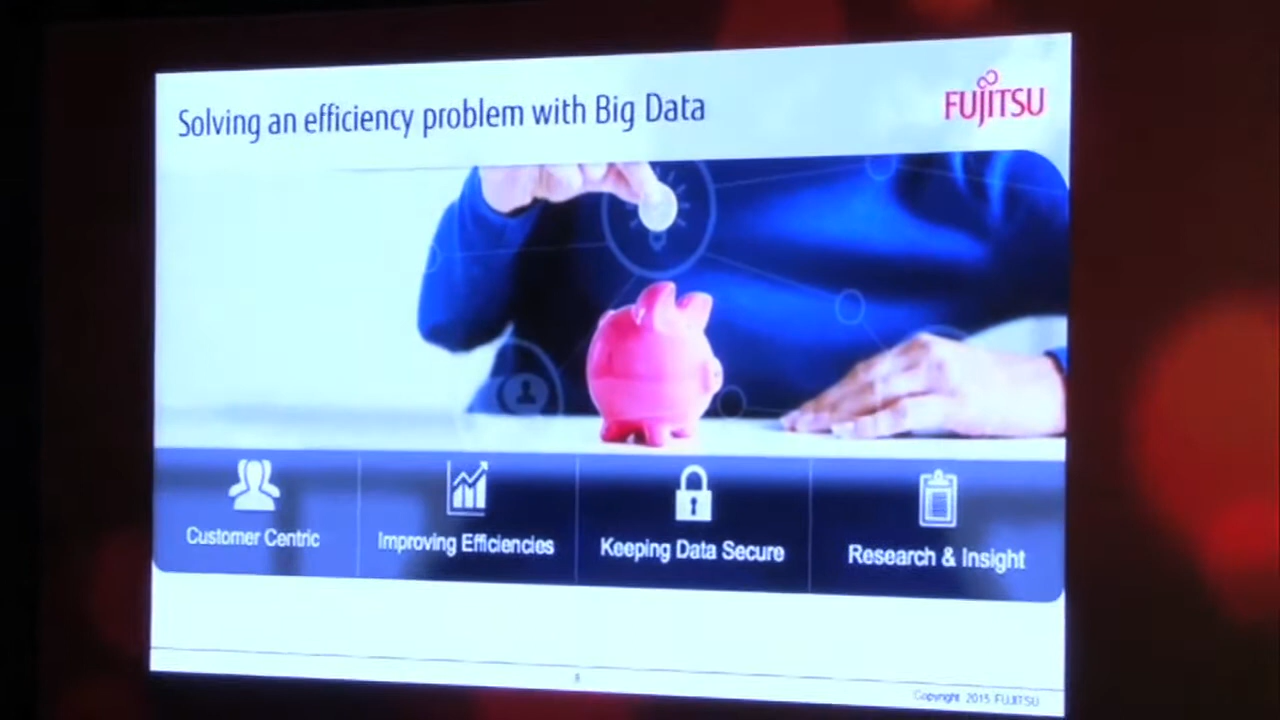 Solving an efficiency problem with Big Data
FUJITSU
Customer Centric
Improving Efficiencies
Keeping Data Secure
Research & Insight
Copyright 2015 FUJITSU